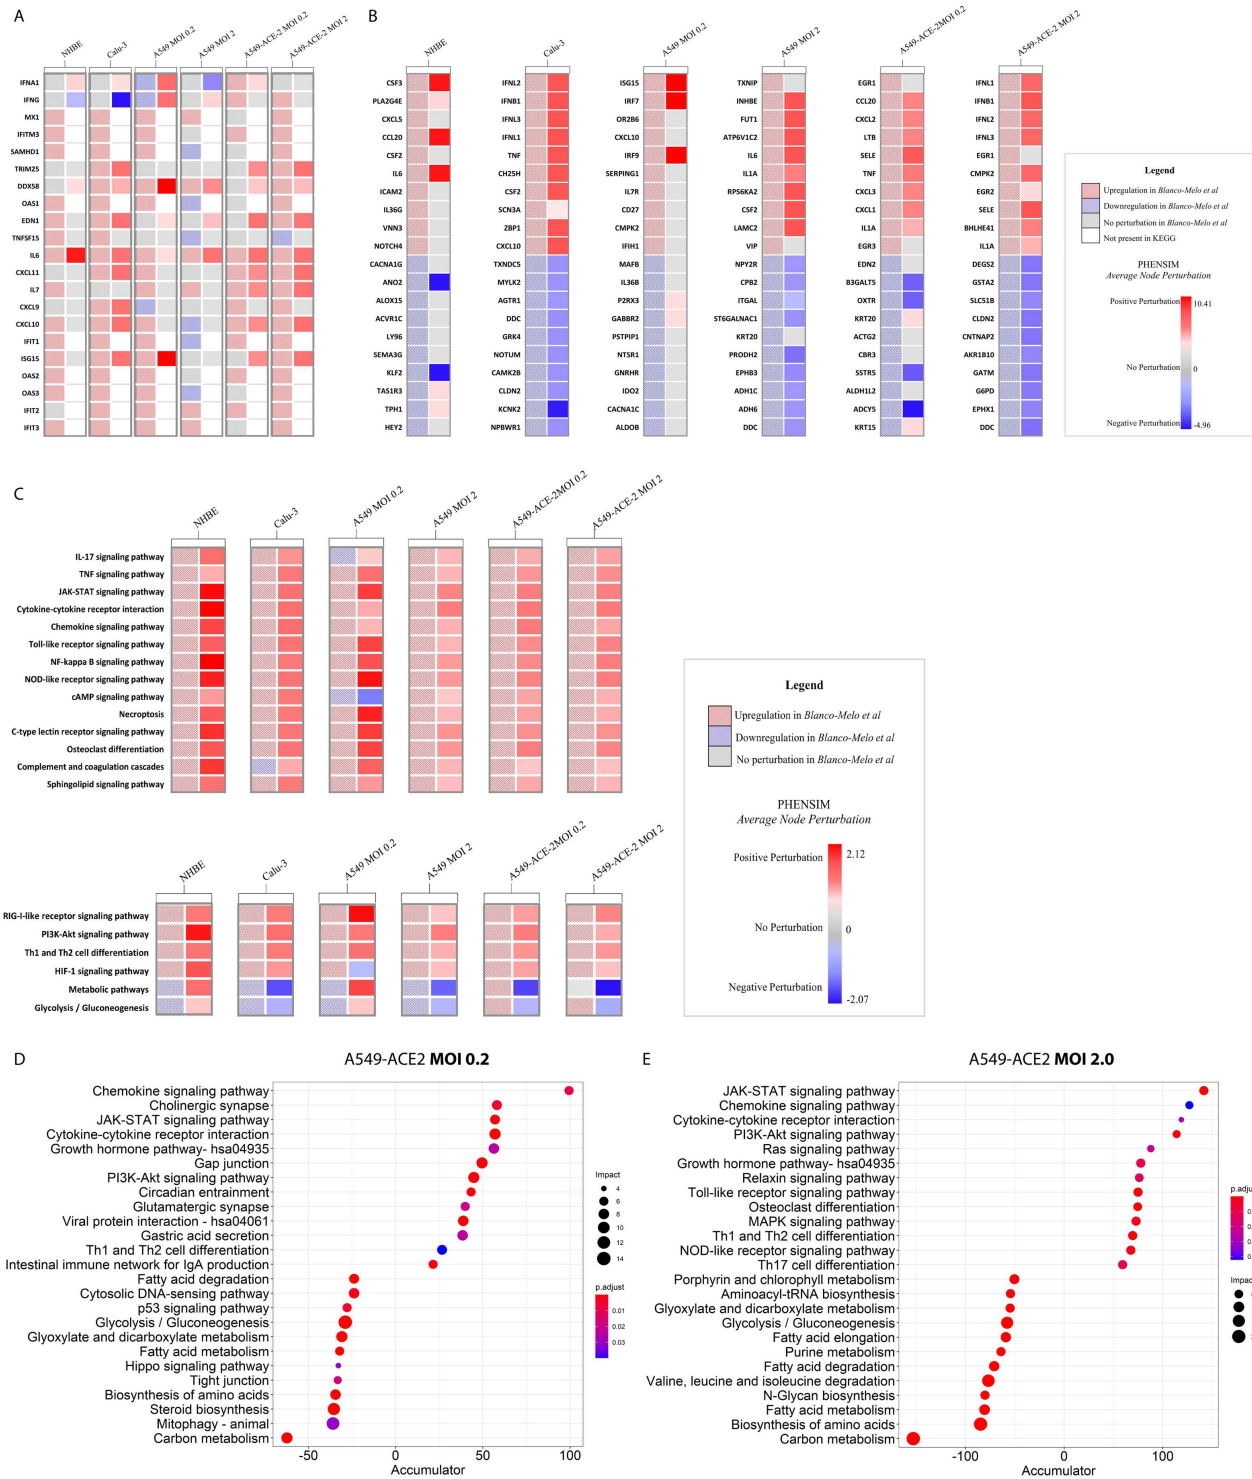 A
NHBE
Calu-3
A549 MOI 0.2
A549 MOI 2
A549-ACE-2 MOI 0.2
A549-ACE-2 MOI 2
IFNA1
IFNG
MX1
IFITM3
SAMHD1
TRIM25
DDX58
OAS1
EDN1
TNFSF15
IL6
CXCL11
IL7
CXCL9
CXCL10
IFIT1
ISG15
OAS2
OAS3
IFIT2
IFIT3
B
NHBE
CSF3
PLA2G4E
CXCL5
CCL20
CSF2
IL6
ICAM2
IL36G
VNN3
NOTCH4
CACNA1G
ANO2
ALOX15
ACVR1C
LY96
SEMA3G
KLF2
TAS1R3
TPH1
HEY2
Calu-3
IFNL2
IFNB1
IFNL3
IFNL1
TNF
CH25H
CSF2
SCN3A
ZBP1
CXCL10
TXNDC5
MYLK2
AGTR1
DDC
GRK4
NOTUM
CAMK2B
CLDN2
KCNK2
NPBWR1
A549 MOI 0.2
ISG15
IRF7
OR2B6
CXCL10
IRF9
SERPING1
IL7R
CD27
CMPK2
IFIH1
MAFB
IL36B
P2RX3
GABBR2
PSTPIP1
NTSR1
GNRHR
IDO2
CACNA1C
ALDOB
A549 MOI 2
TXNIP
INHBE
FUT1
ATP6V1C2
IL6
IL1A
RPS6KA2
CSF2
LAMC2
VIP
NPY2R
CPB2
ITGAL
ST6GALNAC1
KRT20
PRODH2
EPHB3
ADH1C
ADH6
DDC
A549-ACE-2MOI 0.2
EGR1
CCL20
CXCL2
LTB
SELE
TNF
CXCL3
CXCL1
IL1A
EGR3
EDN2
B3GALT5
OXTR
KRT20
ACTG2
CBR3
SSTR5
ALDH1L2
ADCY5
KRT15
A549-ACE-2 MOI 2
IFNL1
IFNB1
IFNL2
IFNL3
EGR1
CMPK2
EGR2
SELE
BHLHE41
IL1A
DEGS2
GSTA2
SLC51B
CLDN2
CNTNAP2
AKR1B10
GATM
G6PD
EPHX1
DDC
Legend
Upregulation in Blanco-Melo et al
Downregulation in Blanco-Melo et al
No perturbation in Blanco-Melo et al
Not present in KEGG
PHENSIM
Average Node Perturbation
Positive Perturbation 10.41
No Perturbation 0
Negative Perturbation -4.96
C
NHBE
Calu-3
A549 MOI 0.2
A549 MOI 2
A549-ACE-2MOI 0.2
A549-ACE-2 MOI 2
IL-17 signaling pathway
TNF signaling pathway
JAK-STAT signaling pathway
Cytokine-cytokine receptor interaction
Chemokine signaling pathway
Toll-like receptor signaling pathway
NF-kappa B signaling pathway
NOD-like receptor signaling pathway
cAMP signaling pathway
Necroptosis
C-type lectin receptor signaling pathway
Osteoclast differentiation
Complement and coagulation cascades
Sphingolipid signaling pathway
NHBE
Calu-3
A549 MOI 0.2
A549 MOI 2
A549-ACE-2MOI 0.2
A549-ACE-2 MOI 2
RIG-I-like receptor signaling pathway
PI3K-Akt signaling pathway
Th1 and Th2 cell differentiation
HIF-1 signaling pathway
Metabolic pathways
Glycolysis / Gluconeogenesis
Legend
Upregulation in Blanco-Melo et al
Downregulation in Blanco-Melo et al
No perturbation in Blanco-Melo et al
PHENSIM
Average Node Perturbation
Positive Perturbation 2.12
No Perturbation 0
Negative Perturbation -2.07
D
A549-ACE2 MOI 0.2
Chemokine signaling pathway
Cholinergic synapse
JAK-STAT signaling pathway
Cytokine-cytokine receptor interaction
Growth hormone pathway- hsa04935
Gap junction
PI3K-Akt signaling pathway
Circadian entrainment
Glutamatergic synapse
Viral protein interaction - hsa04061
Gastric acid secretion
Th1 and Th2 cell differentiation
Intestinal immune network for IgA production
Fatty acid degradation
Cytosolic DNA-sensing pathway
p53 signaling pathway
Glycolysis / Gluconeogenesis
Glyoxylate and dicarboxylate metabolism
Fatty acid metabolism
Hippo signaling pathway
Tight junction
Biosynthesis of amino acids
Steroid biosynthesis
Mitophagy - animal
Carbon metabolism
-50 0 50 100
Accumulator
Impact
4
6
8
10
12
14
p.adjust
0.01
0.02
0.03
E
A549-ACE2 MOI 2.0
JAK-STAT signaling pathway
Chemokine signaling pathway
Cytokine-cytokine receptor interaction
PI3K-Akt signaling pathway
Ras signaling pathway
Growth hormone pathway- hsa04935
Relaxin signaling pathway
Toll-like receptor signaling pathway
Osteoclast differentiation
MAPK signaling pathway
Th1 and Th2 cell differentiation
NOD-like receptor signaling pathway
Th17 cell differentiation
Porphyrin and chlorophyll metabolism
Aminoacyl-tRNA biosynthesis
Glyoxylate and dicarboxylate metabolism
Glycolysis / Gluconeogenesis
Fatty acid elongation
Purine metabolism
Fatty acid degradation
Valine, leucine and isoleucine degradation
N-Glycan biosynthesis
Fatty acid metabolism
Biosynthesis of amino acids
Carbon metabolism
-100 0 100
Accumulator
p.adju
0.
0.
0.
0.
Impact